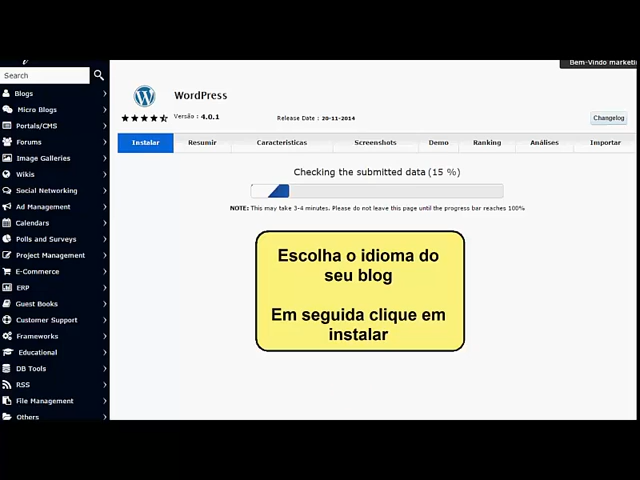 Bem-Vindo marketi
Search
Blogs
Micro Blogs
Portals/CMS
Forums
Image Galleries
Wikis
Social Networking
Ad Management
Calendars
Polls and Surveys
Project Management
E-Commerce
ERP
Guest Books
Customer Support
Frameworks
Educational
DB Tools
RSS
File Management
Others
WordPress
Versão : 4.0.1
Release Date : 20-11-2014
Changelog
Instalar Resumir Características Screenshots Demo Ranking Análises Importar
Checking the submitted data (15 %)
NOTE: This may take 3-4 minutes. Please do not leave this page until the progress bar reaches 100%
Escolha o idioma do
seu blog
Em seguida clique em
instalar